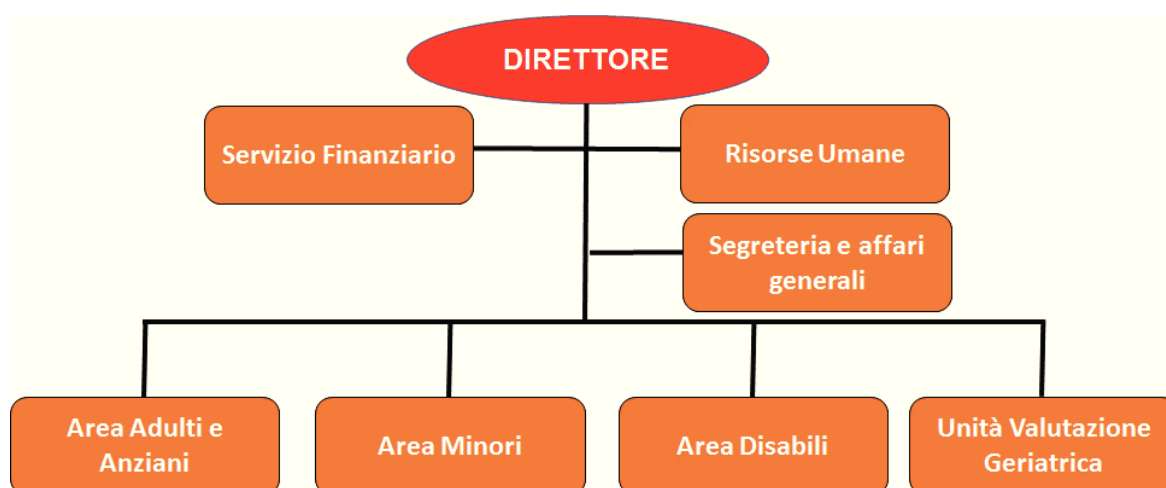 DIRETTORE
Servizio Finanziario
Risorse Umane
Segreteria e affari
generali
Area Adulti e
Anziani
Area Minori
Area Disabili
Unità Valutazione
Geriatrica